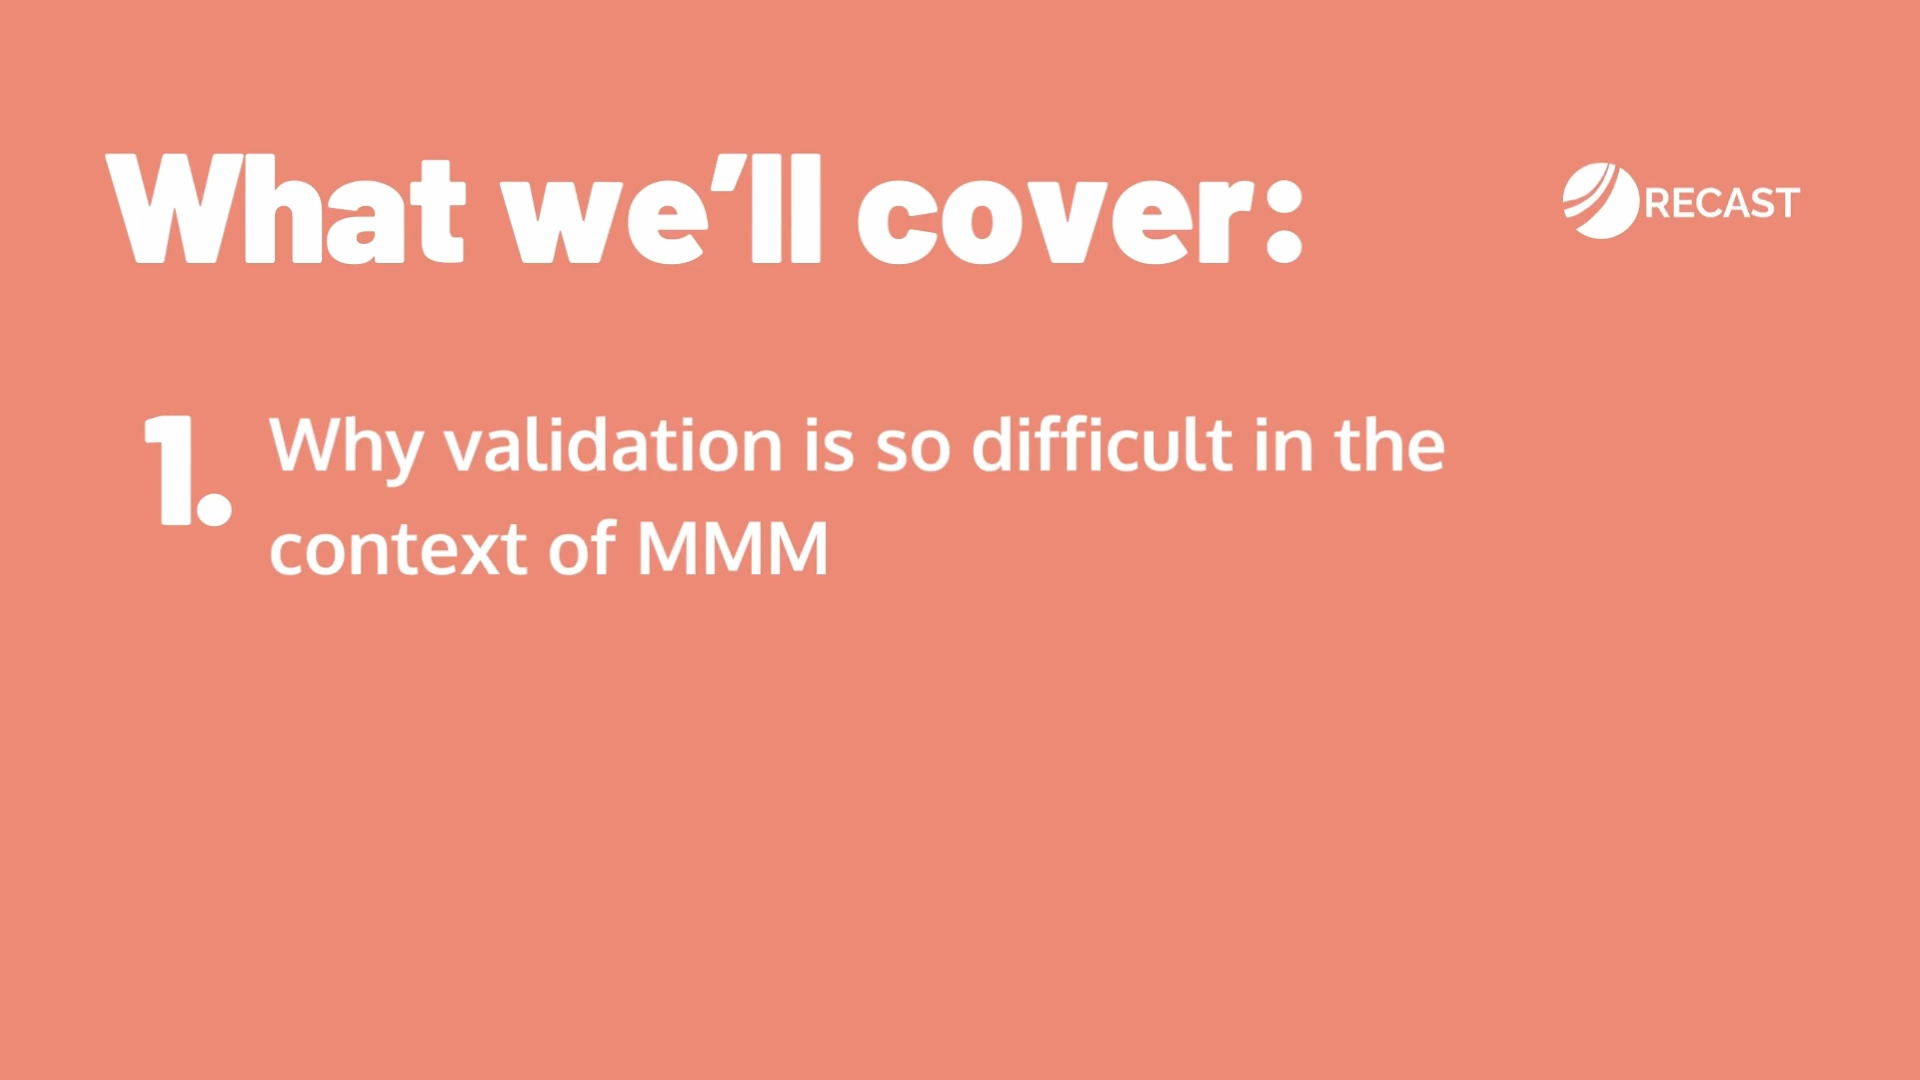 What we’ll cover:
RECAST
1. Why validation is so difficult in the
context of MMM